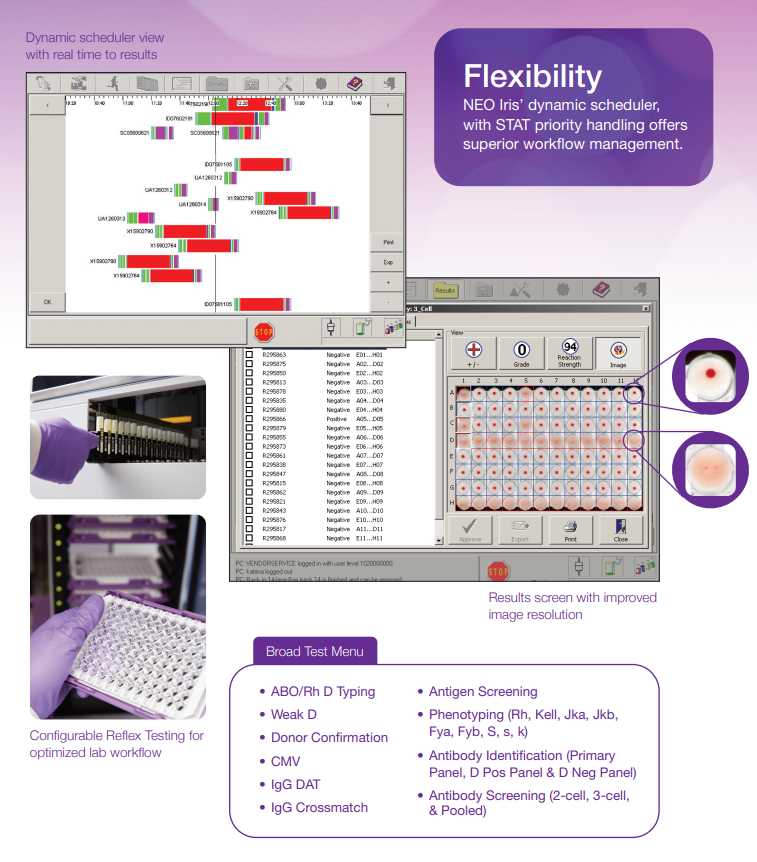 Dynamic scheduler view
with real time to results
Flexibility
NEO Iris’ dynamic scheduler,
with STAT priority handling offers
superior workflow management.
10:20 10:40 11:00 11:20 11:40 12:00 12:20 12:40 13:00 13:20 13:40
ID07602191
SC05800621 SC05800621
ID07501105
UA1260312
UA1260312
X15902790
UA1260314
X15902764
UA1260313
X15902790
X15902764
X15902790
X15902764
ID07501105
Print
Exp
+
-
OK
STOP
Results
y: 3_Cell
View
+ / -
0
Grade
94
Reaction
Strength
Image
R295863 Negative E01...H01
R295875 Negative A02...D02
R295850 Negative E02...H02
R295813 Negative A03...D03
R295878 Negative E03...H03
R295835 Negative A04...D04
R295880 Negative E04...H04
R295866 Positive A05...D05
R295879 Negative E05...H05
R295855 Negative A06...D06
R295873 Negative E06...H06
R295861 Negative A07...D07
R295838 Negative E07...H07
R295847 Negative A08...D08
R295815 Negative E08...H08
R295862 Negative A09...D09
R295821 Negative E09...H09
R295843 Negative A10...D10
R295876 Negative E10...H10
R295817 Negative A11...D11
R295868 Negative E11...H11
1 2 3 4 5 6 7 8 9 10 11 12
A
B
C
D
E
F
G
H
Approve
Export
Print
Close
PC: VENDORSERVICE logged in with user level 1020000000
PC: katrina logged out
PC: Rack in 14 lane Bay track 14 is finished and can be removed
STOP
Results screen with improved
image resolution
Configurable Reflex Testing for
optimized lab workflow
Broad Test Menu
• ABO/Rh D Typing
• Weak D
• Donor Confirmation
• CMV
• IgG DAT
• IgG Crossmatch
• Antigen Screening
• Phenotyping (Rh, Kell, Jka, Jkb,
Fya, Fyb, S, s, k)
• Antibody Identification (Primary
Panel, D Pos Panel & D Neg Panel)
• Antibody Screening (2-cell, 3-cell,
& Pooled)